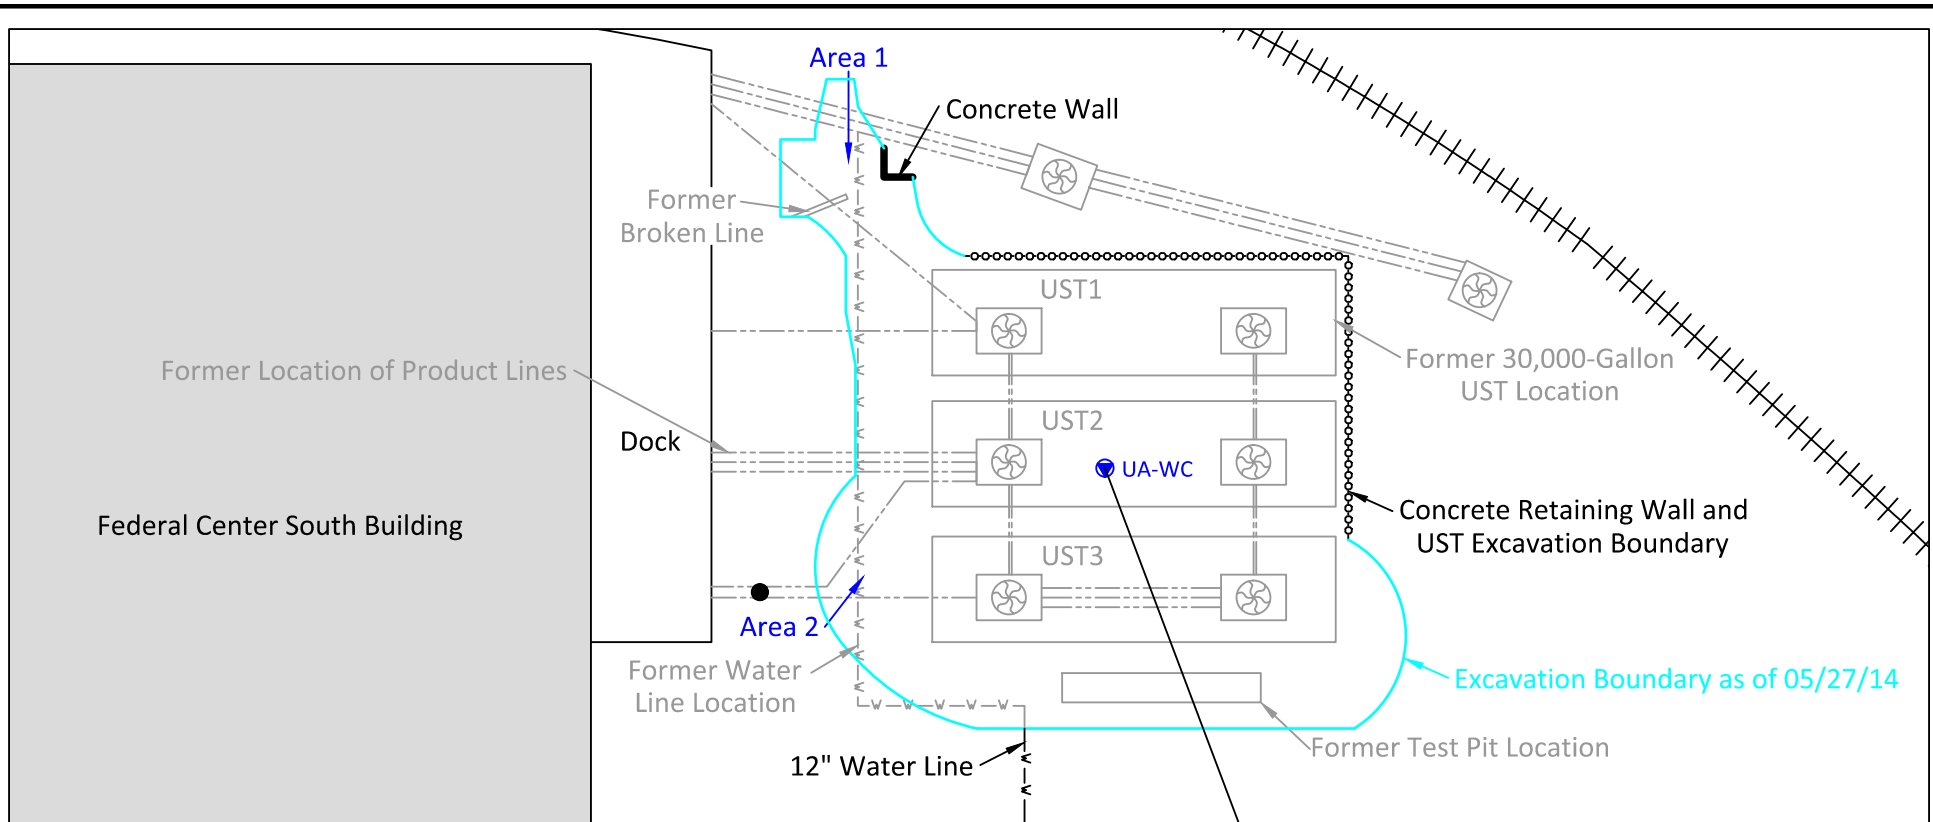 Area 1
Concrete Wall
Former
Broken Line
UST1
Former Location of Product Lines
Former 30,000-Gallon
UST Location
UST2
Dock
UA-WC
Federal Center South Building
Concrete Retaining Wall and
UST Excavation Boundary
UST3
Area 2
Former Water
Line Location
Excavation Boundary as of 05/27/14
Former Test Pit Location
12" Water Line